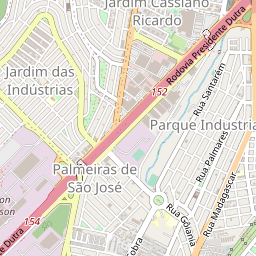 Jardim Cassiano
Ricardo
Rodovia Presidente Dutra
Jardim das
Indústrias
152
Rua Santarém
Parque Industria
Rua Palmares
Palmeiras de
São José
Rua Madagascar
Rua Goiânia
154
Dutra